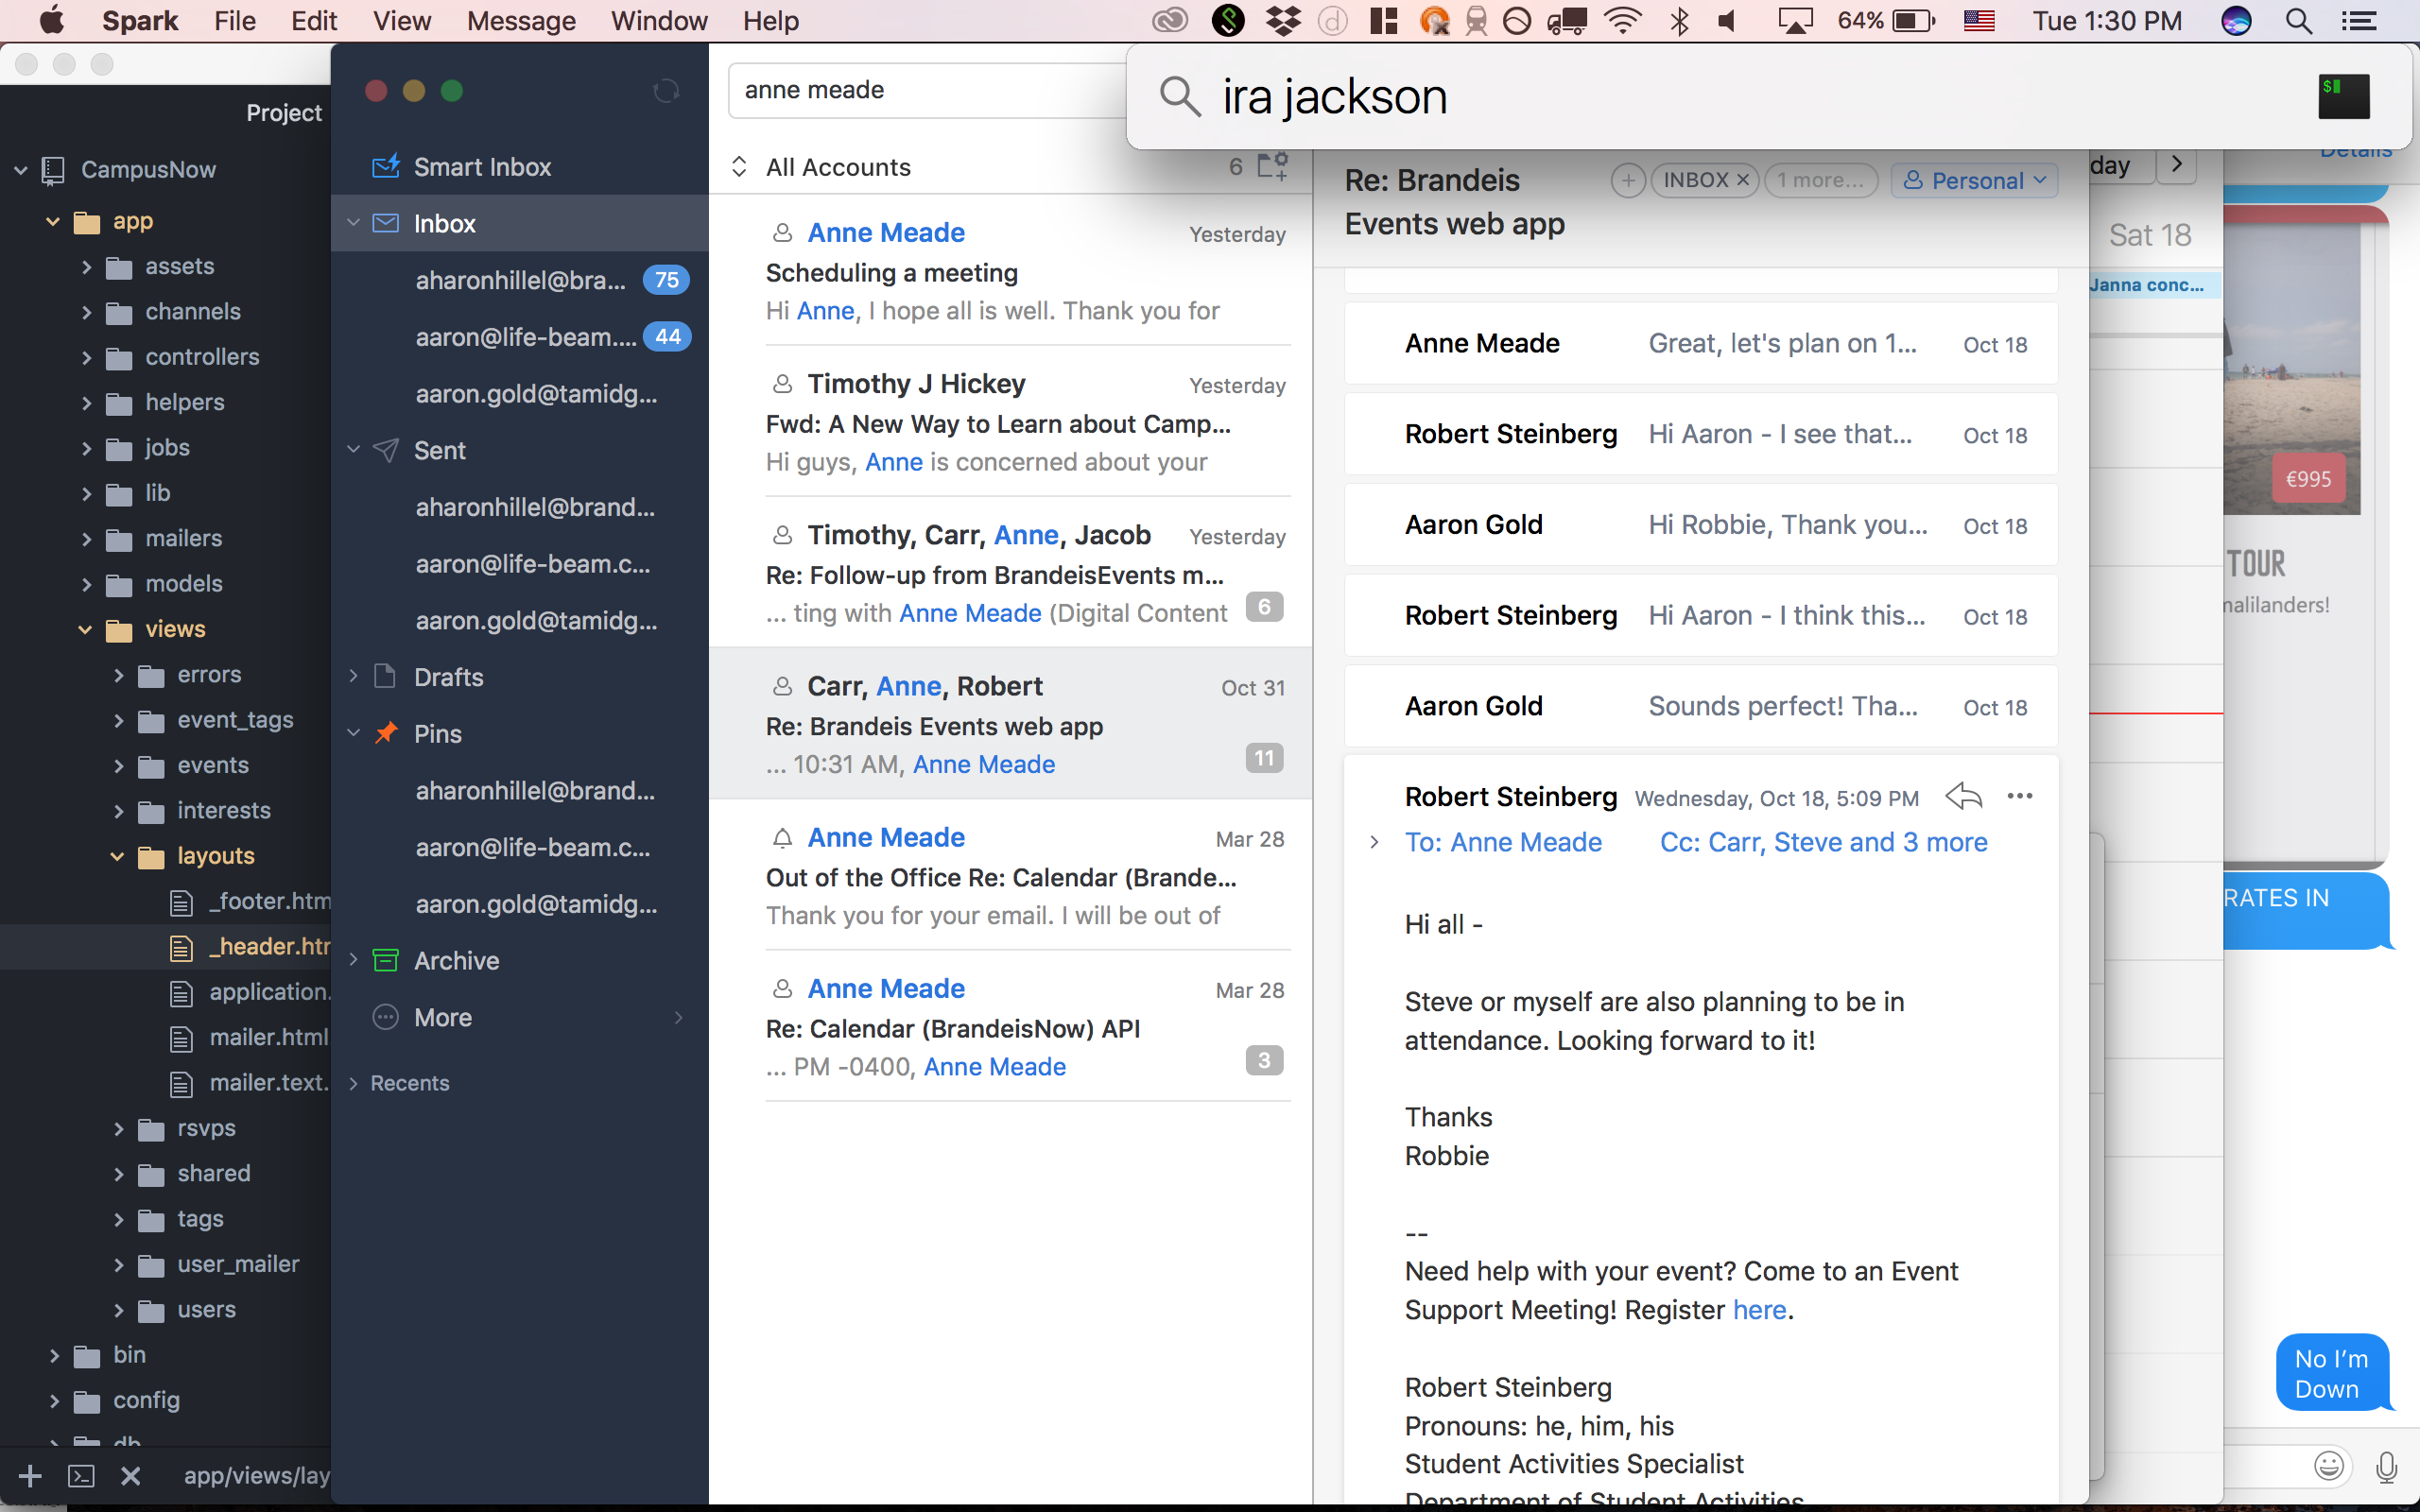 Spark File Edit View Message Window Help 64% Tue 1:30 PM
ira jackson
Project
CampusNow
app
assets
channels
controllers
helpers
jobs
lib
mailers
models
views
errors
event_tags
events
interests
layouts
_footer.htm
_header.htm
application.
mailer.html
mailer.text.
rsvps
shared
tags
user_mailer
users
bin
config
db
app/views/lay
Smart Inbox
Inbox
aharonhillel@bra... 75
aaron@life-beam.... 44
aaron.gold@tamidg...
Sent
aharonhillel@brand...
aaron@life-beam.c...
aaron.gold@tamidg...
Drafts
Pins
aharonhillel@brand...
aaron@life-beam.c...
aaron.gold@tamidg...
Archive
More
Recents
anne meade
All Accounts 6
Anne Meade Yesterday
Scheduling a meeting
Hi Anne, I hope all is well. Thank you for
Timothy J Hickey Yesterday
Fwd: A New Way to Learn about Camp...
Hi guys, Anne is concerned about your
Timothy, Carr, Anne, Jacob Yesterday
Re: Follow-up from BrandeisEvents m...
... ting with Anne Meade (Digital Content 6
Carr, Anne, Robert Oct 31
Re: Brandeis Events web app
... 10:31 AM, Anne Meade 11
Anne Meade Mar 28
Out of the Office Re: Calendar (Brande...
Thank you for your email. I will be out of
Anne Meade Mar 28
Re: Calendar (BrandeisNow) API
... PM -0400, Anne Meade 3
Re: Brandeis
Events web app
INBOX 1 more... Personal
Anne Meade Great, let's plan on 1... Oct 18
Robert Steinberg Hi Aaron - I see that... Oct 18
Aaron Gold Hi Robbie, Thank you... Oct 18
Robert Steinberg Hi Aaron - I think this... Oct 18
Aaron Gold Sounds perfect! Tha... Oct 18
Robert Steinberg Wednesday, Oct 18, 5:09 PM
To: Anne Meade Cc: Carr, Steve and 3 more
Hi all -
Steve or myself are also planning to be in
attendance. Looking forward to it!
Thanks
Robbie
--
Need help with your event? Come to an Event
Support Meeting! Register here.
Robert Steinberg
Pronouns: he, him, his
Student Activities Specialist
Department of Student Activities
day
Sat 18
Janna conc...
Details
€995
TOUR
malilanders!
RATES IN
No I'm
Down